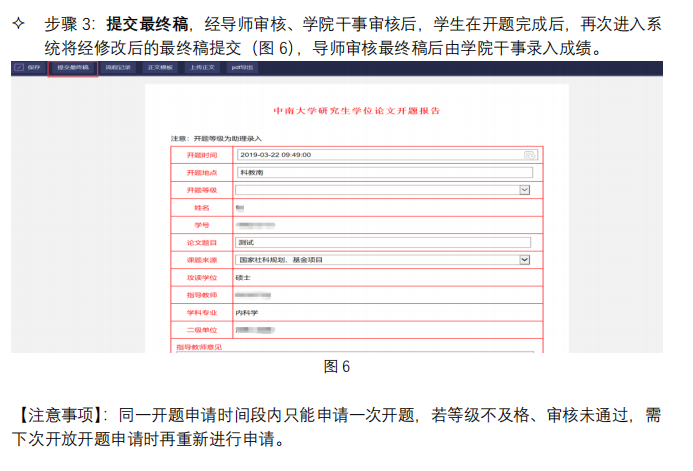 ✧ 步骤 3：提交最终稿，经导师审核、学院干事审核后，学生在开题完成后，再次进入系
统将经修改后的最终稿提交（图 6），导师审核最终稿后由学院干事录入成绩。
保存 提交最终稿 流程记录 正文模板 上传正文 pdf导出
中南大学研究生学位论文开题报告
注意：开题等级为助理录入
开题时间 2019-03-22 09:49:00
开题地点 科教南
开题等级
姓名
学号
论文题目 测试
课题来源 国家社科规划、基金项目
攻读学位 硕士
指导教师
学科专业 内科学
二级单位
指导教师意见
图 6
【注意事项】：同一开题申请时间段内只能申请一次开题，若等级不及格、审核未通过，需
下次开放开题申请时再重新进行申请。